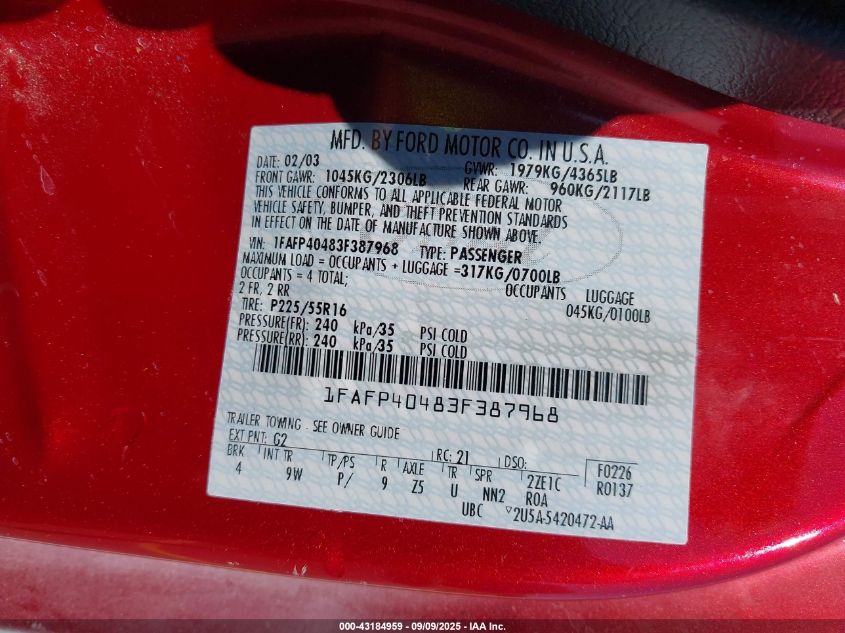 MFD. BY FORD MOTOR CO. IN U.S.A.
DATE: 02/03 GVWR: 1979KG/4365LB
FRONT GAWR: 1045KG/2306LB REAR GAWR: 960KG/2117LB
THIS VEHICLE CONFORMS TO ALL APPLICABLE FEDERAL MOTOR
VEHICLE SAFETY, BUMPER, AND THEFT PREVENTION STANDARDS
IN EFFECT ON THE DATE OF MANUFACTURE SHOWN ABOVE.
VIN: 1FAFP40483F387968 TYPE: PASSENGER
MAXIMUM LOAD = OCCUPANTS + LUGGAGE =317KG/0700LB
OCCUPANTS = 4 TOTAL; OCCUPANTS LUGGAGE
2 FR, 2 RR 045KG/0100LB
TIRE: P225/55R16
PRESSURE(FR): 240 kPa/35 PSI COLD
PRESSURE(RR): 240 kPa/35 PSI COLD
1FAFP40483F387968
TRAILER TOWING - SEE OWNER GUIDE
EXT PNT: G2 RC: 21 DSO: F0226
BRK INT TR TP/PS R AXLE TR SPR 2ZE1C R0137
4 9W P/ 9 Z5 U NN2 ROA
UBC ▽2U5A-5420472-AA
000-43184959 | 09/09/2025 - IAA Inc.